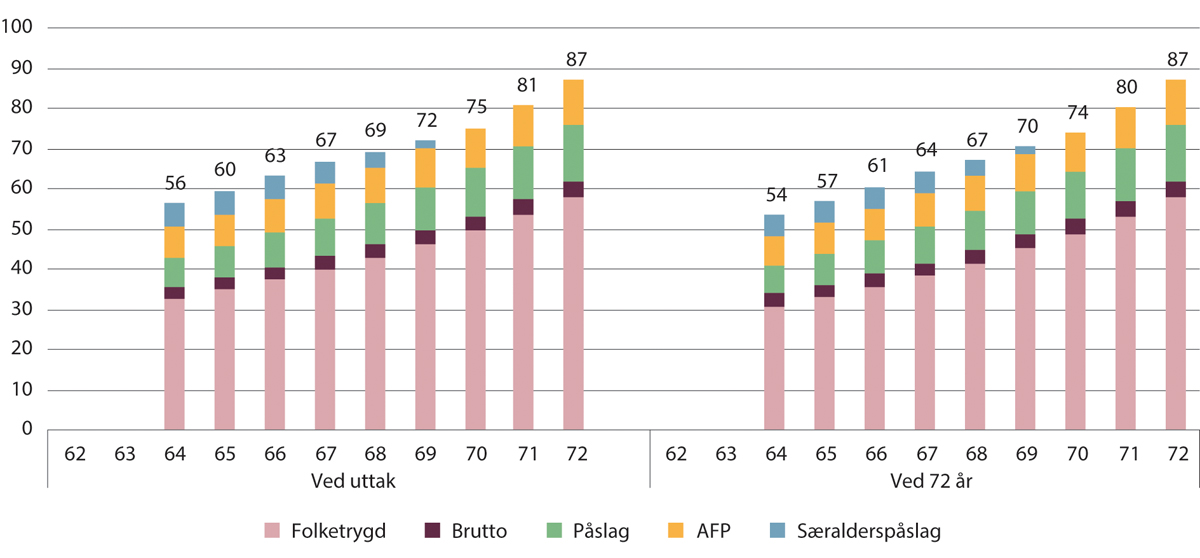 100
90
80
70
60
50
40
30
20
10
0
56 60 63 67 69 72 75 81 87 54 57 61 64 67 70 74 80 87
62 63 64 65 66 67 68 69 70 71 72 62 63 64 65 66 67 68 69 70 71 72
Ved uttak Ved 72 år
Folketrygd Brutto Påslag AFP Særalderspåslag